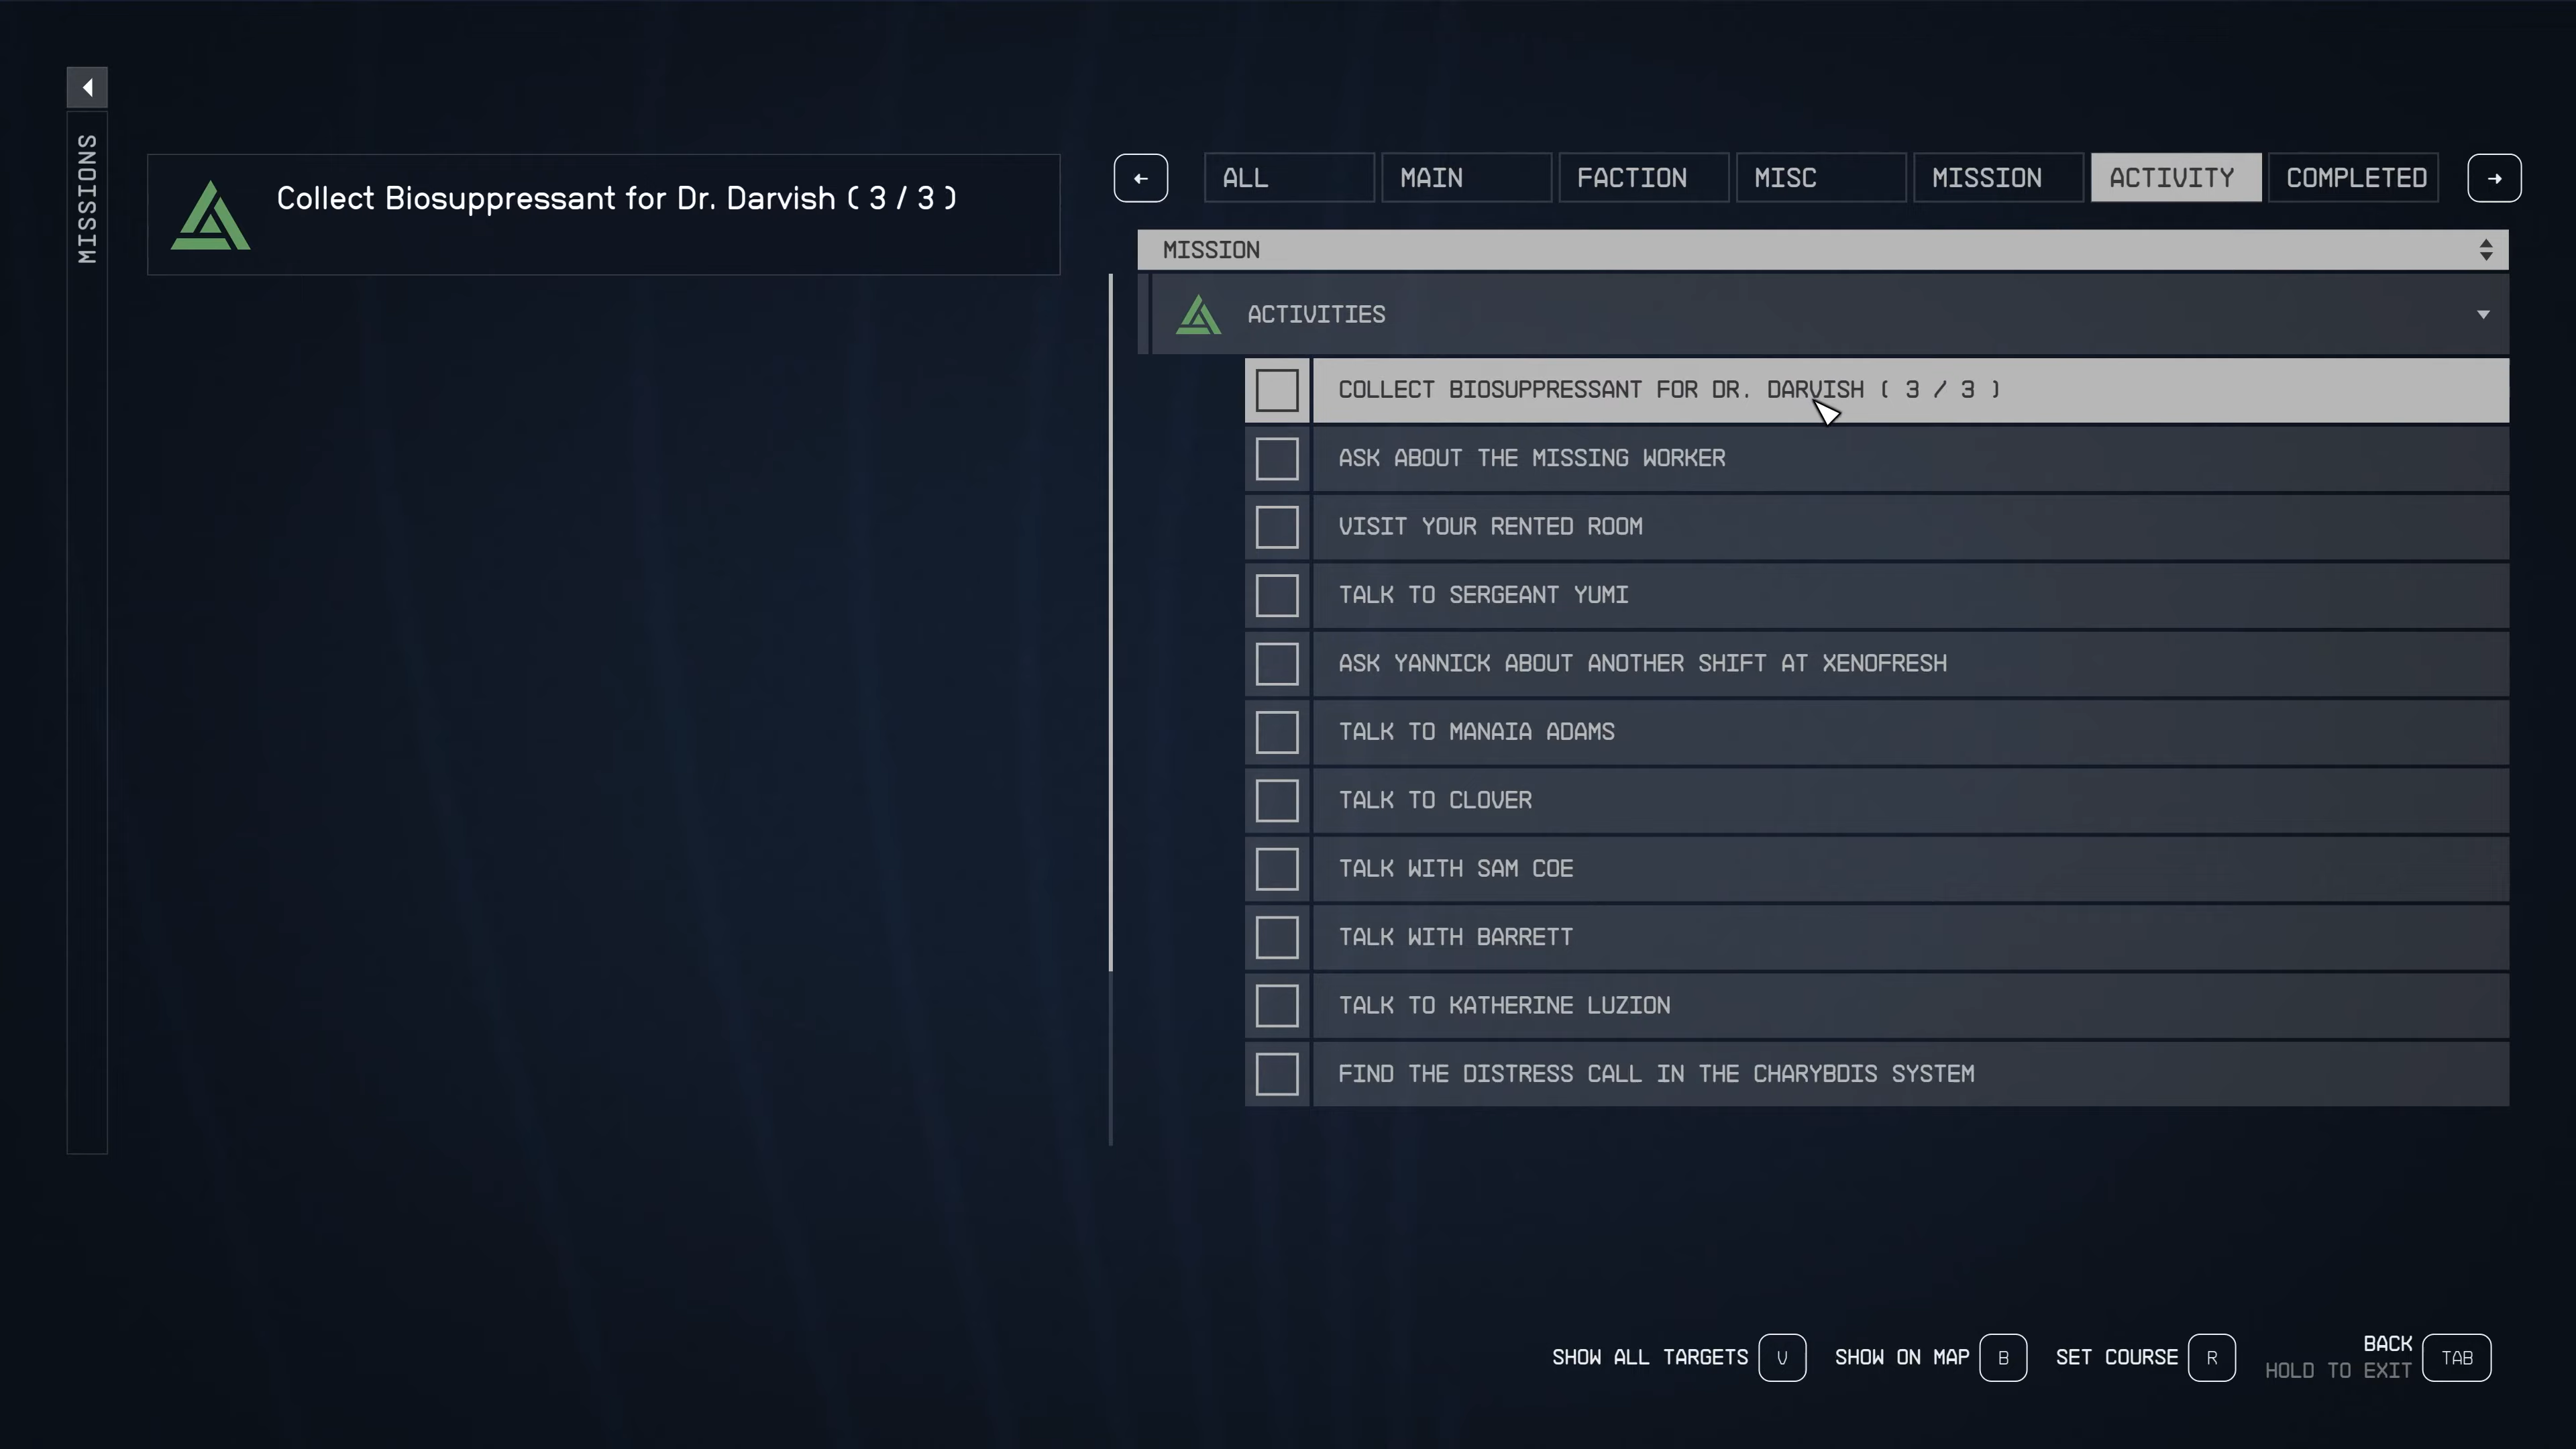 MISSIONS
Collect Biosuppressant for Dr. Darvish ( 3 / 3 )
ALL
MAIN
FACTION
MISC
MISSION
ACTIVITY
COMPLETED
MISSION
ACTIVITIES
COLLECT BIOSUPPRESSANT FOR DR. DARVISH ( 3 / 3 )
ASK ABOUT THE MISSING WORKER
VISIT YOUR RENTED ROOM
TALK TO SERGEANT YUMI
ASK YANNICK ABOUT ANOTHER SHIFT AT XENOFRESH
TALK TO MANAIA ADAMS
TALK TO CLOVER
TALK WITH SAM COE
TALK WITH BARRETT
TALK TO KATHERINE LUZION
FIND THE DISTRESS CALL IN THE CHARYBDIS SYSTEM
SHOW ALL TARGETS V
SHOW ON MAP B
SET COURSE R
BACK
HOLD TO EXIT
TAB